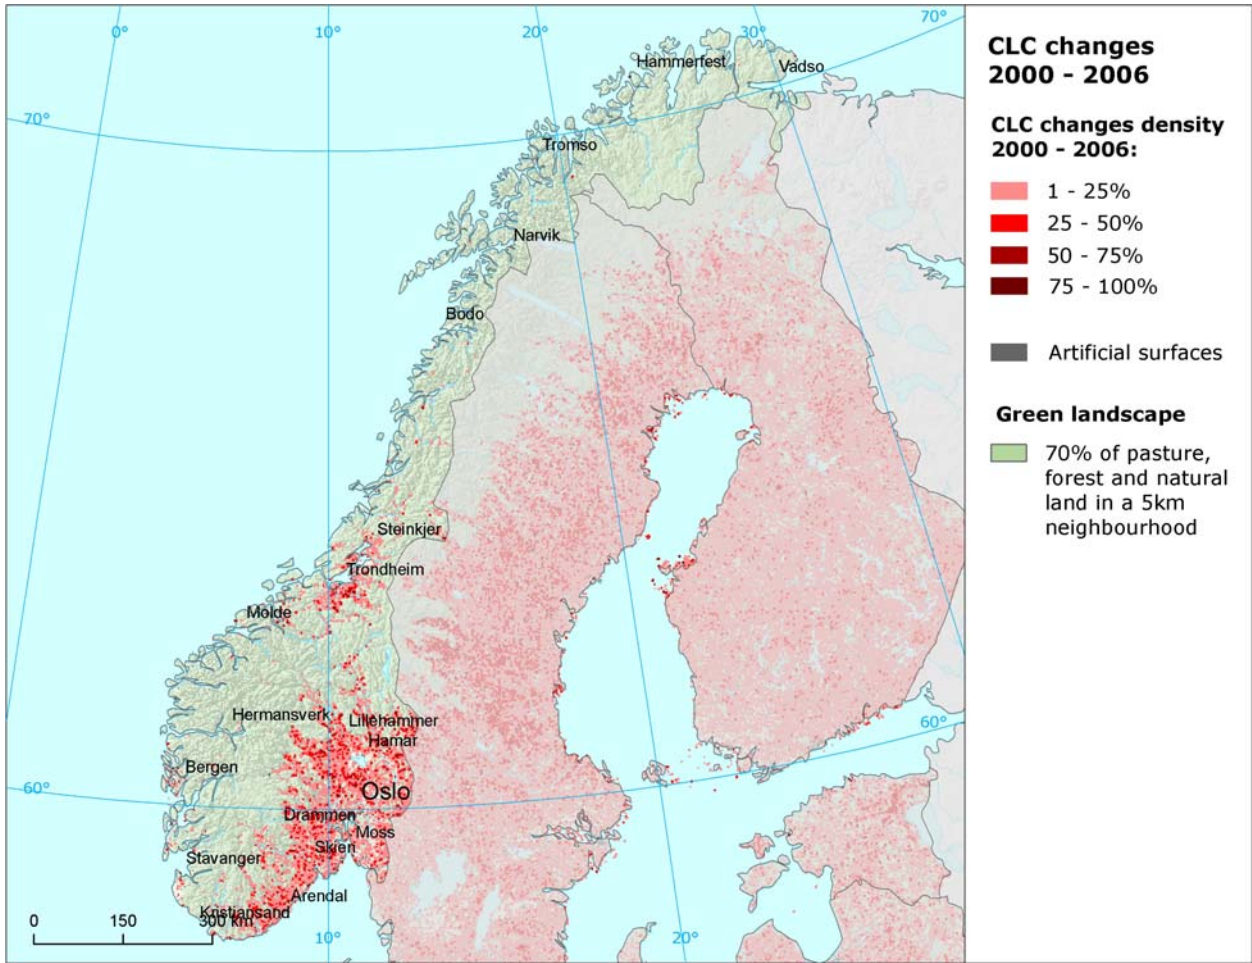 0°
10°
20°
30°
70°
Hammerfest
Vadso
70°
Tromso
Narvik
Bodo
Steinkjer
Trondheim
Molde
Hermansverk
Lillehammer
Hamar
60°
Bergen
60°
Oslo
Drammen
Moss
Skien
Stavanger
Arendal
Kristiansand
0 150 300 km
10°
20°
CLC changes
2000 - 2006
CLC changes density
2000 - 2006:
1 - 25%
25 - 50%
50 - 75%
75 - 100%
Artificial surfaces
Green landscape
70% of pasture,
forest and natural
land in a 5km
neighbourhood